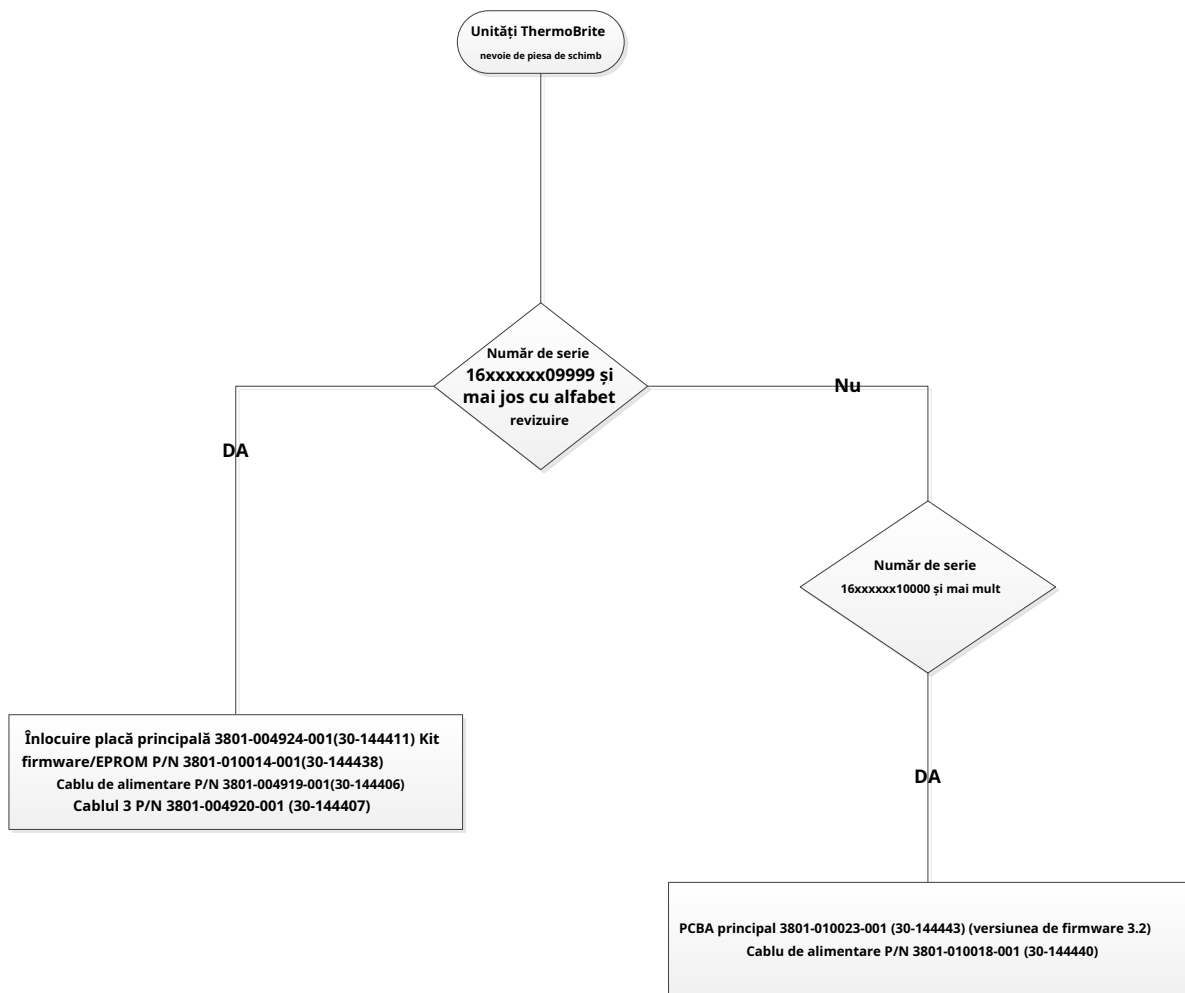 Unități ThermoBrite
nevoie de piesa de schimb
Număr de serie
16xxxxxx09999 și
mai jos cu alfabet
revizuire
Nu
DA
Număr de serie
16xxxxxx10000 și mai mult
Înlocuire placă principală 3801-004924-001(30-144411) Kit
firmware/EPROM P/N 3801-010014-001(30-144438)
Cablu de alimentare P/N 3801-004919-001(30-144406)
Cablul 3 P/N 3801-004920-001 (30-144407)
DA
PCBA principal 3801-010023-001 (30-144443) (versiunea de firmware 3.2)
Cablu de alimentare P/N 3801-010018-001 (30-144440)